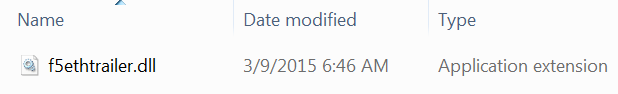 Name Date modified Type
f5ethtrailer.dll 3/9/2015 6:46 AM Application extension